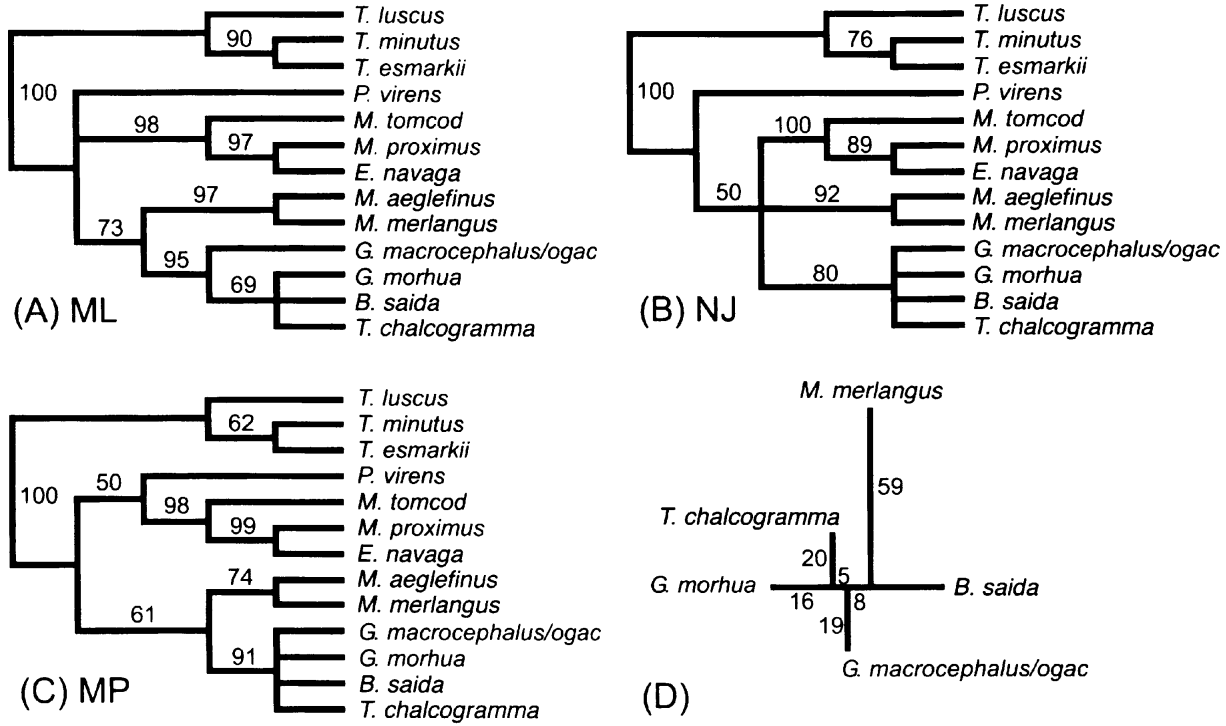 T. luscus
90
T. minutus
T. esmarkii
100
P. virens
98
M. tomcod
97
M. proximus
E. navaga
97
M. aeglefinus
M. merlangus
73
95
G. macrocephalus/ogac
69
G. morhua
B. saida
T. chalcogramma
(A) ML
T. luscus
76
T. minutus
T. esmarkii
100
P. virens
100
M. tomcod
89
M. proximus
E. navaga
50
92
M. aeglefinus
M. merlangus
G. macrocephalus/ogac
80
G. morhua
B. saida
T. chalcogramma
(B) NJ
T. luscus
62
T. minutus
T. esmarkii
100
50
P. virens
98
M. tomcod
99
M. proximus
E. navaga
74
M. aeglefinus
M. merlangus
61
G. macrocephalus/ogac
91
G. morhua
B. saida
T. chalcogramma
(C) MP
M. merlangus
59
T. chalcogramma
20
5
G. morhua
B. saida
16
8
19
G. macrocephalus/ogac
(D)